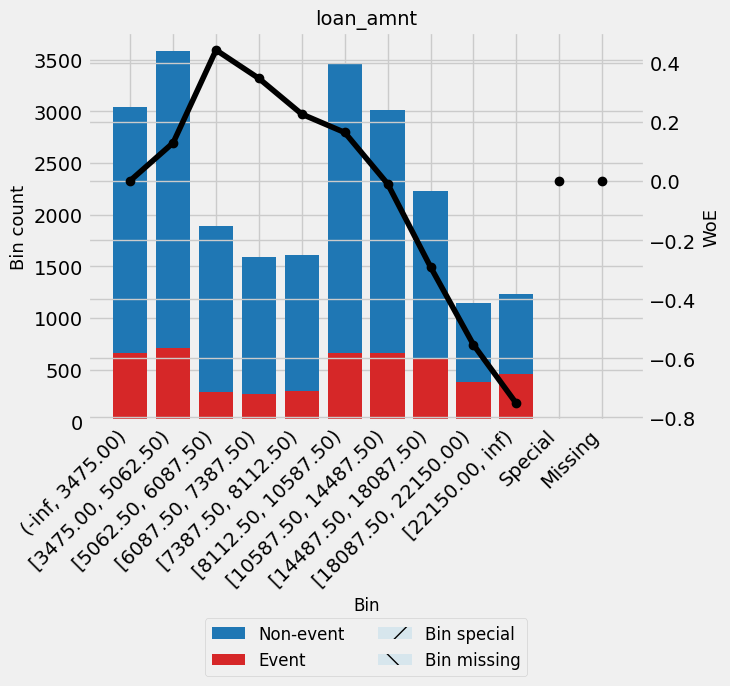 loan_amnt
3500
3000
2500
2000
1500
1000
500
0
Bin count
0.4
0.2
0.0
−0.2
−0.4
−0.6
−0.8
WoE
(-inf, 3475.00)
[3475.00, 5062.50)
[5062.50, 6087.50)
[6087.50, 7387.50)
[7387.50, 8112.50)
[8112.50, 10587.50)
[10587.50, 14487.50)
[14487.50, 18087.50)
[18087.50, 22150.00)
[22150.00, inf)
Special
Missing
Bin
Non-event
Event
Bin special
Bin missing